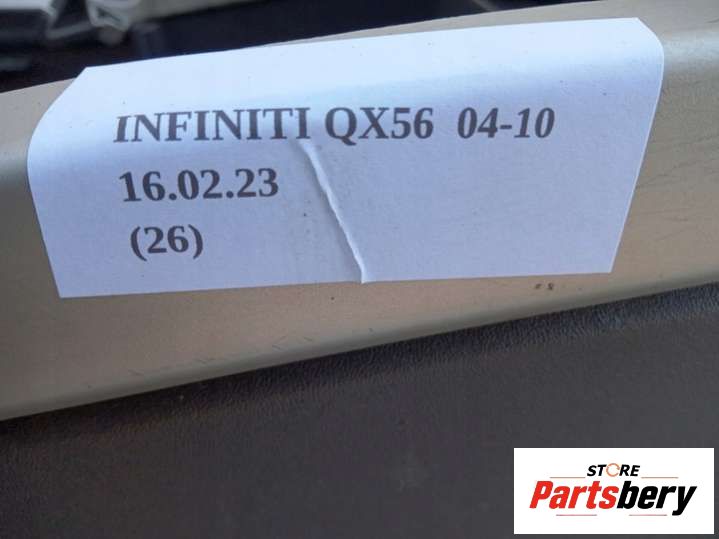 INFINITI QX56 04-10
16.02.23
(26)
STORE
Partsbery